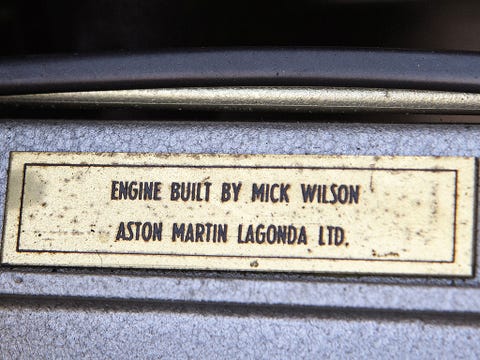 ENGINE BUILT BY MICK WILSON
ASTON MARTIN LAGONDA LTD.